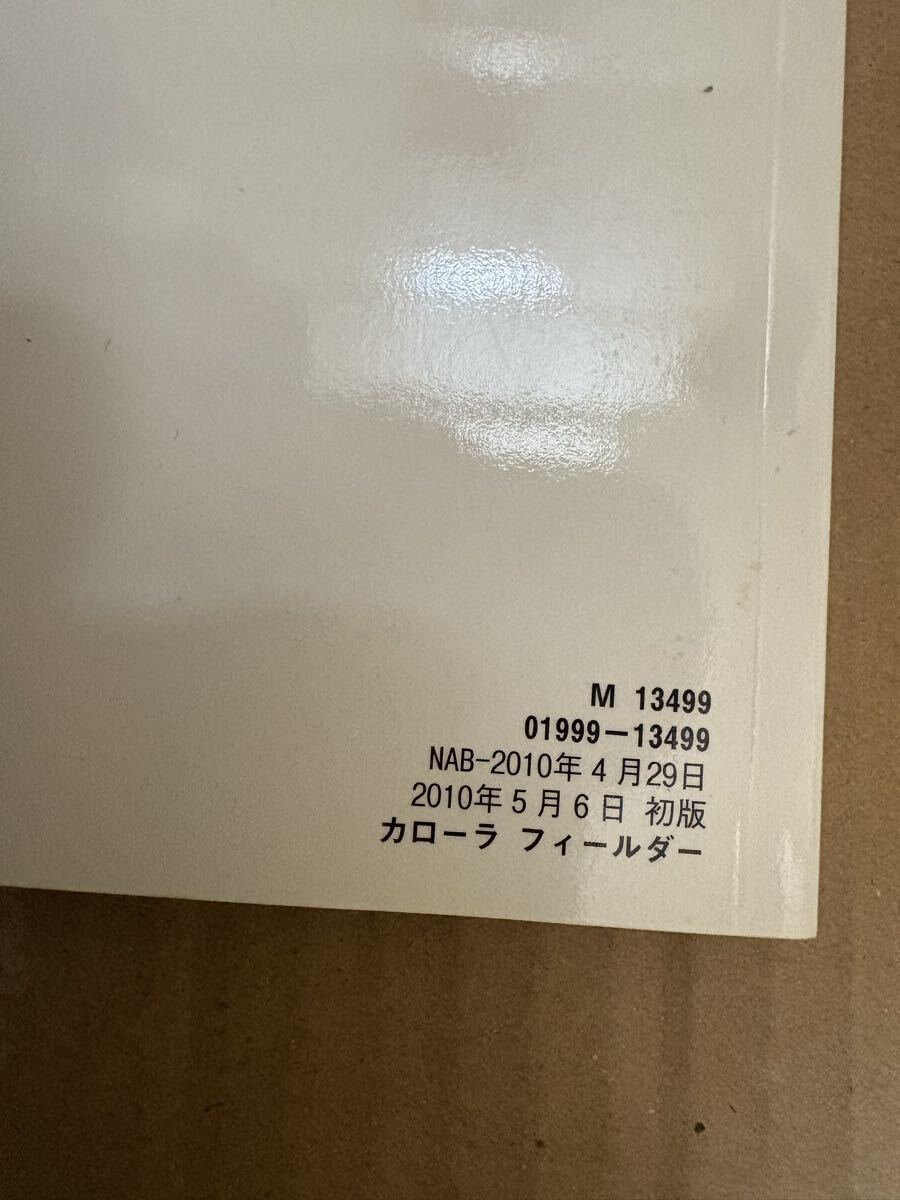 M 13499
01999-13499
NAB-2010年4月29日
2010年5月6日 初版
カローラ フィールダー